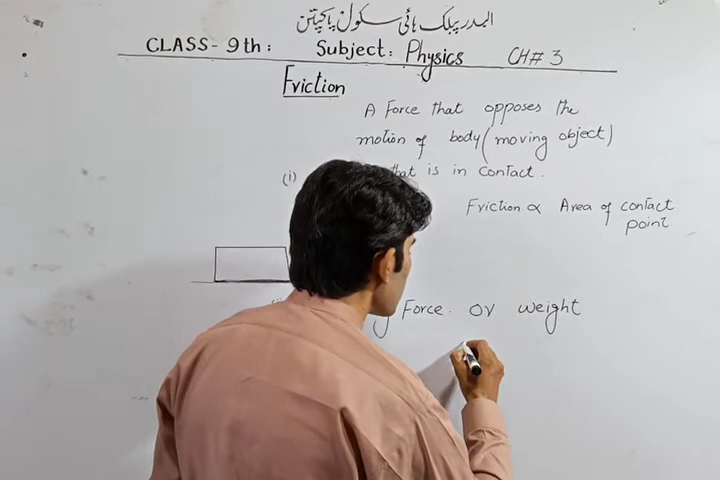 البدر پبلک ہائی سکول پاکپتن
CLASS- 9th: Subject: Physics CH# 3
Friction
A Force that opposes the
motion of body (moving object)
(i) that is in contact.
Friction ∝ Area of contact
point
Force or weight